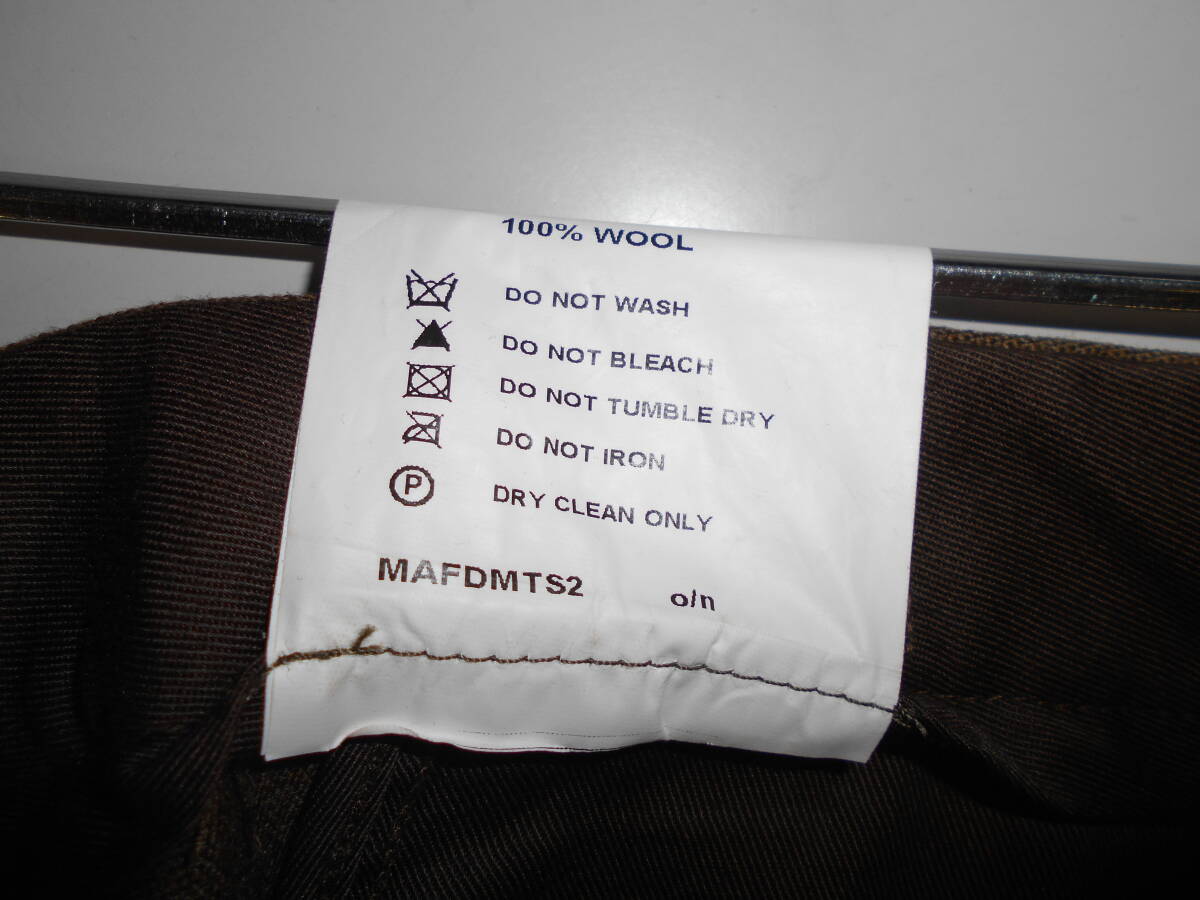 100% WOOL
DO NOT WASH
DO NOT BLEACH
DO NOT TUMBLE DRY
DO NOT IRON
P DRY CLEAN ONLY
MAFDMTS2 o/n